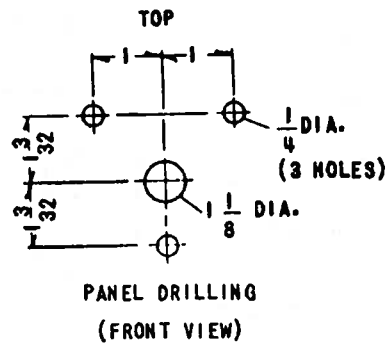 TOP
1 1
1 3/32
1/4 DIA.
(3 HOLES)
1 3/32
1 1/8 DIA.
PANEL DRILLING
(FRONT VIEW)